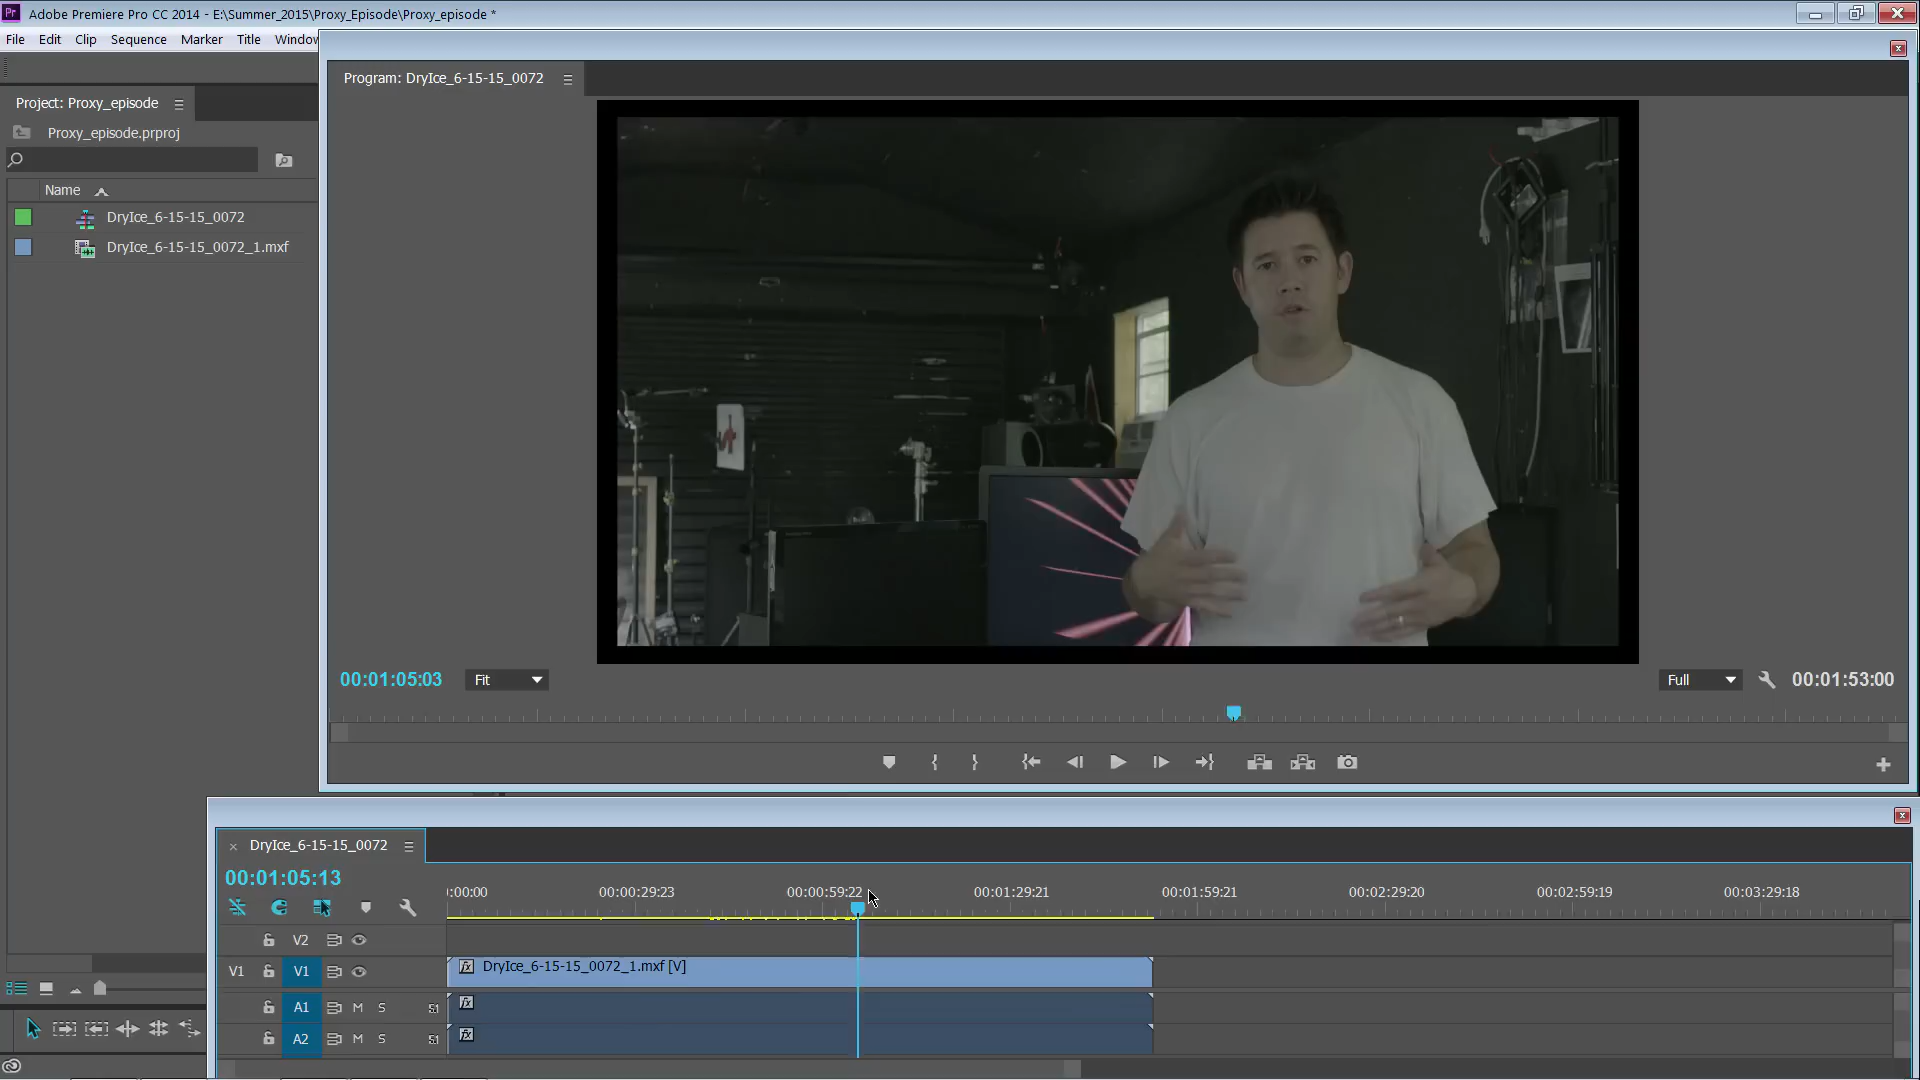 Pr Adobe Premiere Pro CC 2014 - E:\Summer_2015\Proxy_Episode\Proxy_episode *
File Edit Clip Sequence Marker Title Window
Program: DryIce_6-15-15_0072
Project: Proxy_episode
Proxy_episode.prproj
Name
DryIce_6-15-15_0072
DryIce_6-15-15_0072_1.mxf
00:01:05:03 Fit Full 00:01:53:00
DryIce_6-15-15_0072
00:01:05:13
:00:00 00:00:29:23 00:00:59:22 00:01:29:21 00:01:59:21 00:02:29:20 00:02:59:19 00:03:29:18
V2
V1 V1 DryIce_6-15-15_0072_1.mxf [V]
A1 M S
A2 M S